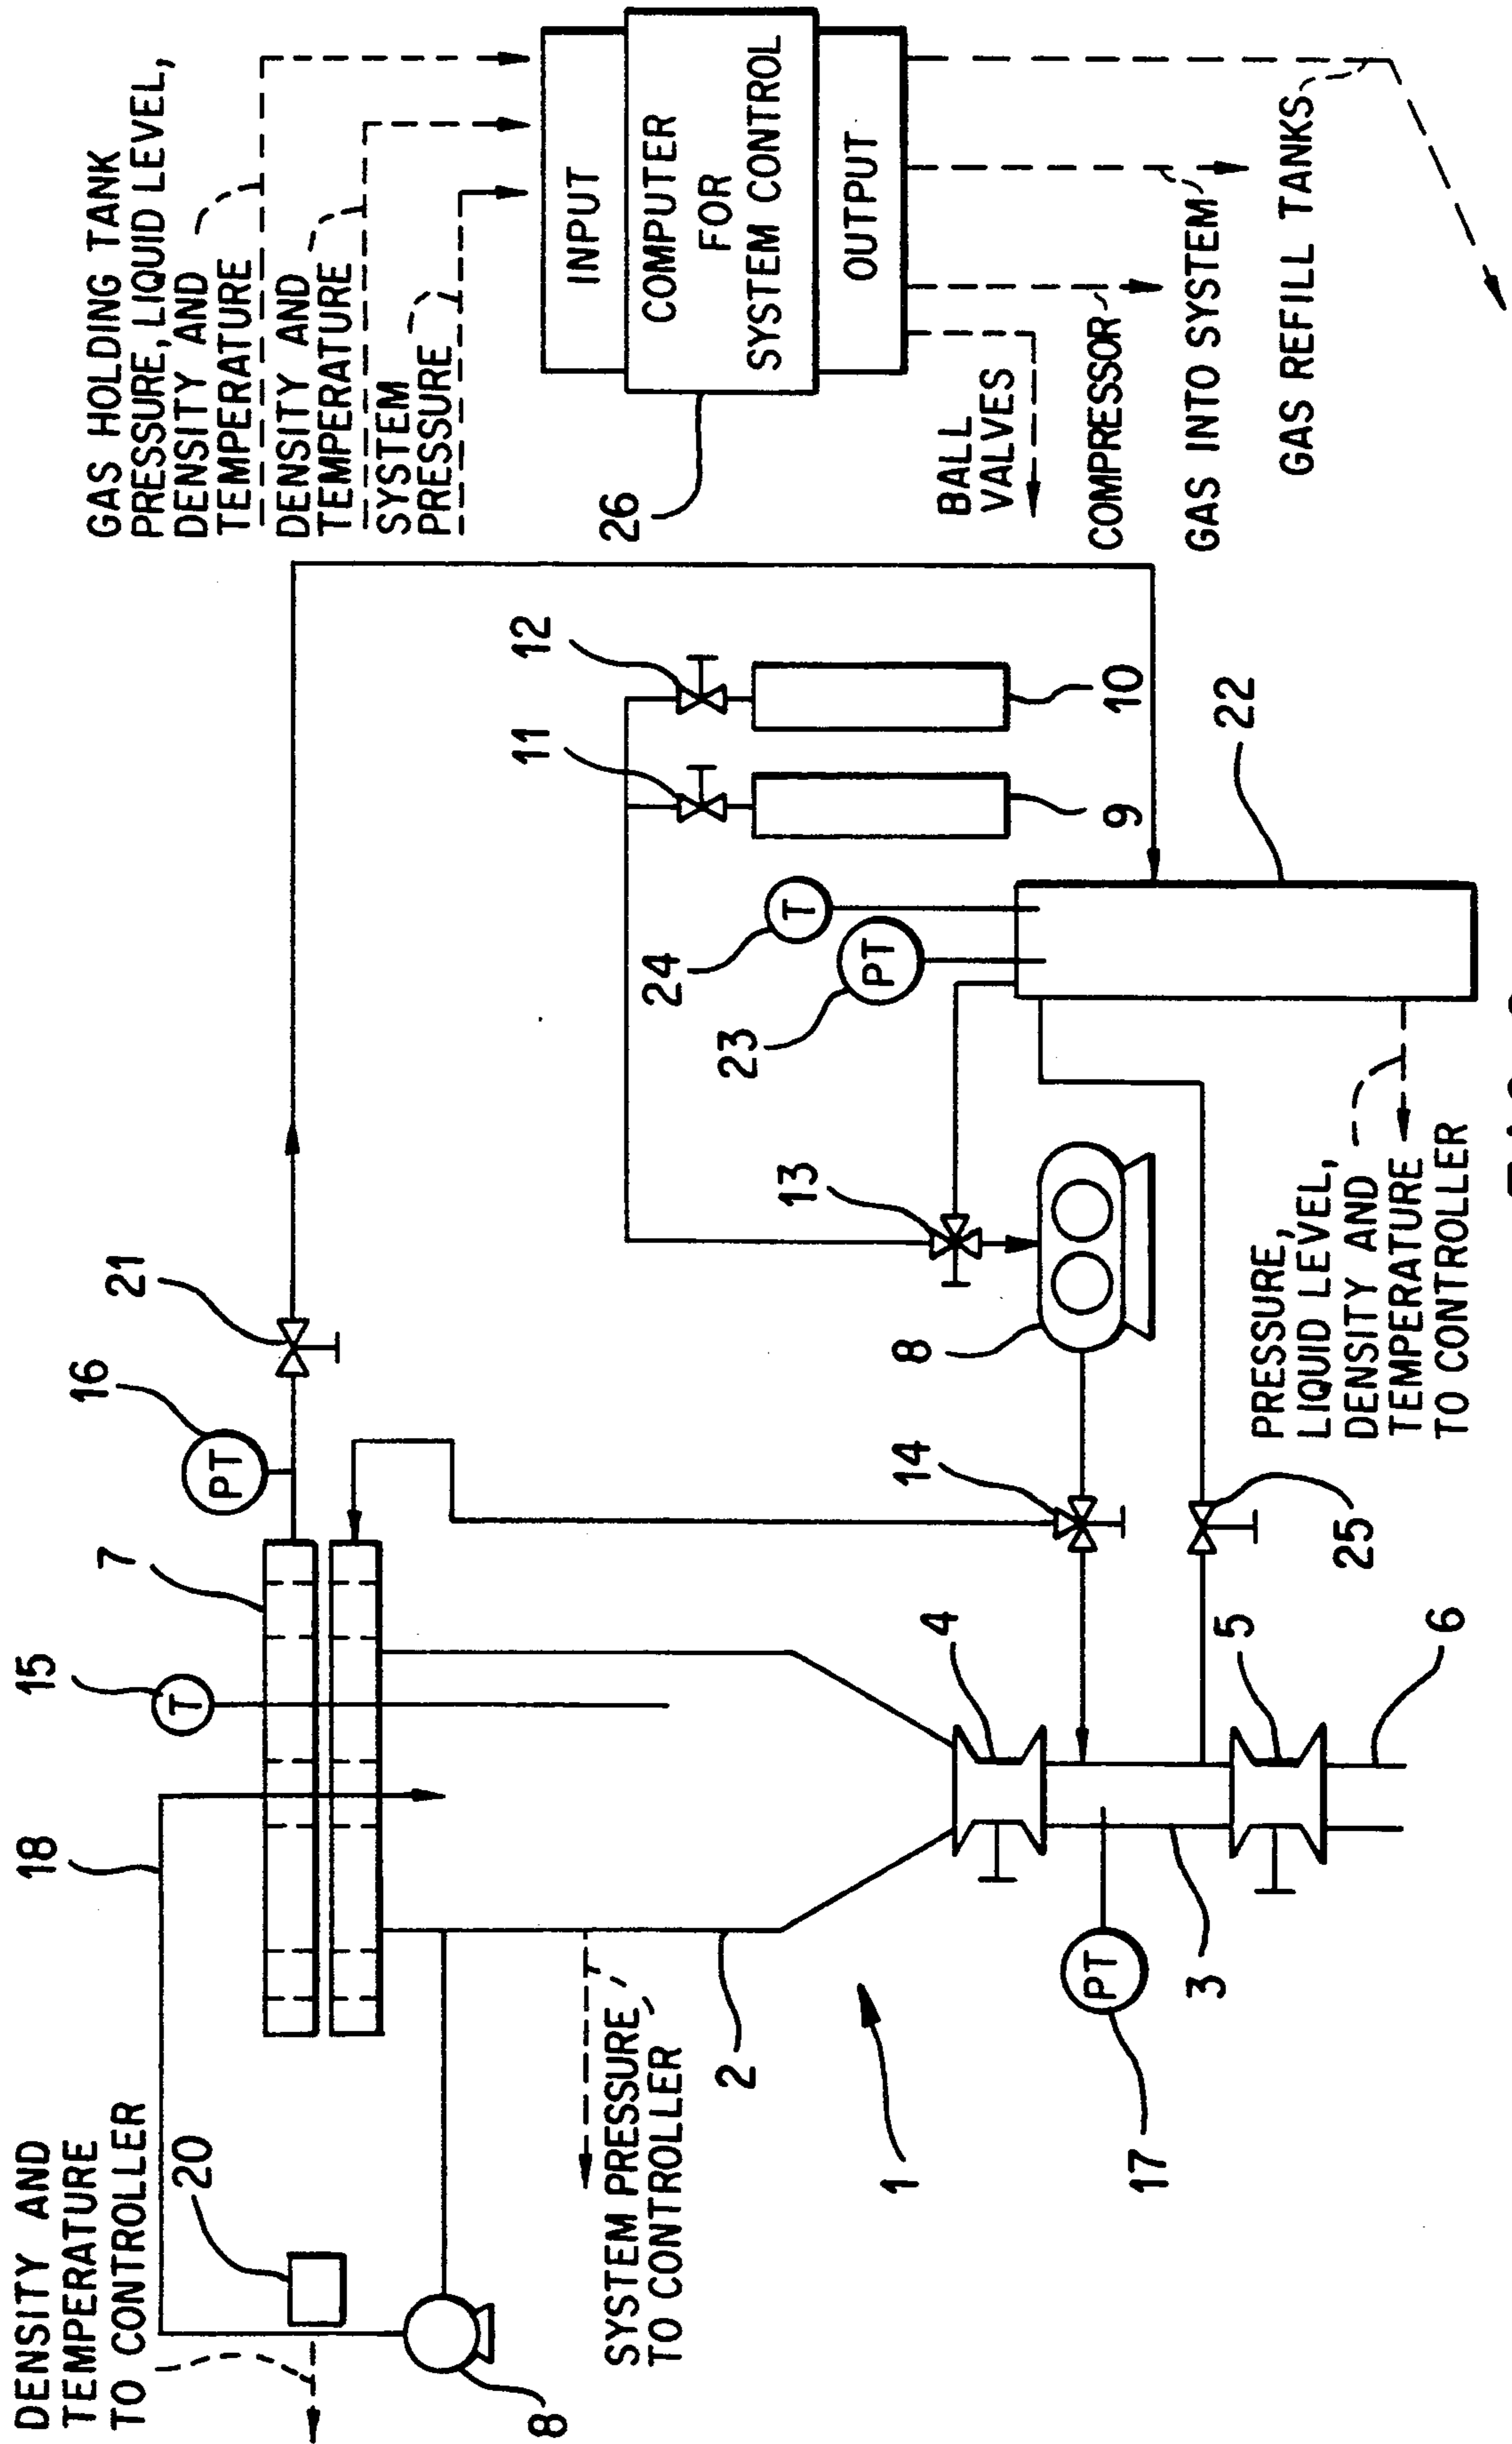 DENSITY AND
TEMPERATURE
TO CONTROLLER
20
18
15
T
7
16
PT
21
GAS HOLDING TANK
PRESSURE, LIQUID LEVEL,
DENSITY AND
TEMPERATURE
DENSITY AND
TEMPERATURE
SYSTEM
PRESSURE
INPUT
COMPUTER
FOR
SYSTEM CONTROL
OUTPUT
26
BALL
VALVES
COMPRESSOR
GAS INTO SYSTEM
GAS REFILL TANKS
8
SYSTEM PRESSURE
TO CONTROLLER
2
1
17
PT
3
4
5
6
14
25
8
13
23
PT
24
T
11
12
9
10
22
PRESSURE,
LIQUID LEVEL,
DENSITY AND
TEMPERATURE
TO CONTROLLER